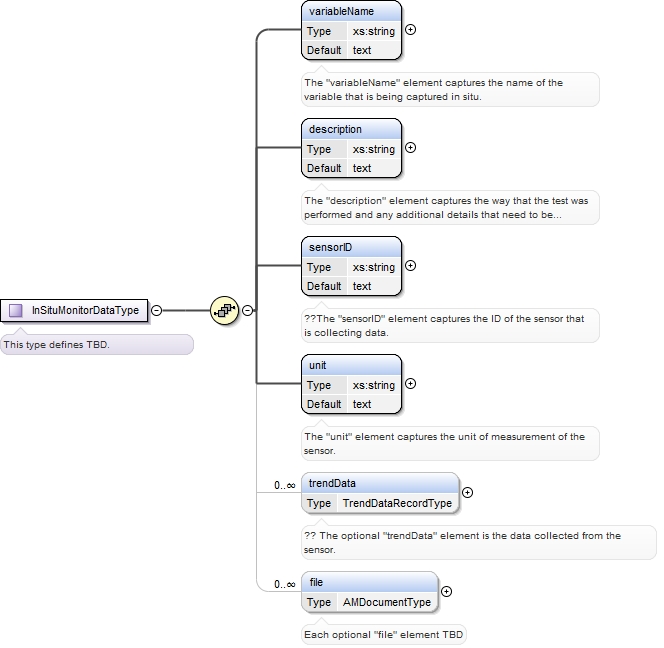 variableName
Type xs:string
Default text
The "variableName" element captures the name of the
variable that is being captured in situ.
description
Type xs:string
Default text
The "description" element captures the way that the test was
performed and any additional details that need to be...
sensorID
Type xs:string
Default text
InSituMonitorDataType
This type defines TBD.
??The "sensorID" element captures the ID of the sensor that
is collecting data.
unit
Type xs:string
Default text
The "unit" element captures the unit of measurement of the
sensor.
0..∞
trendData
Type TrendDataRecordType
?? The optional "trendData" element is the data collected from the
sensor.
0..∞
file
Type AMDocumentType
Each optional "file" element TBD